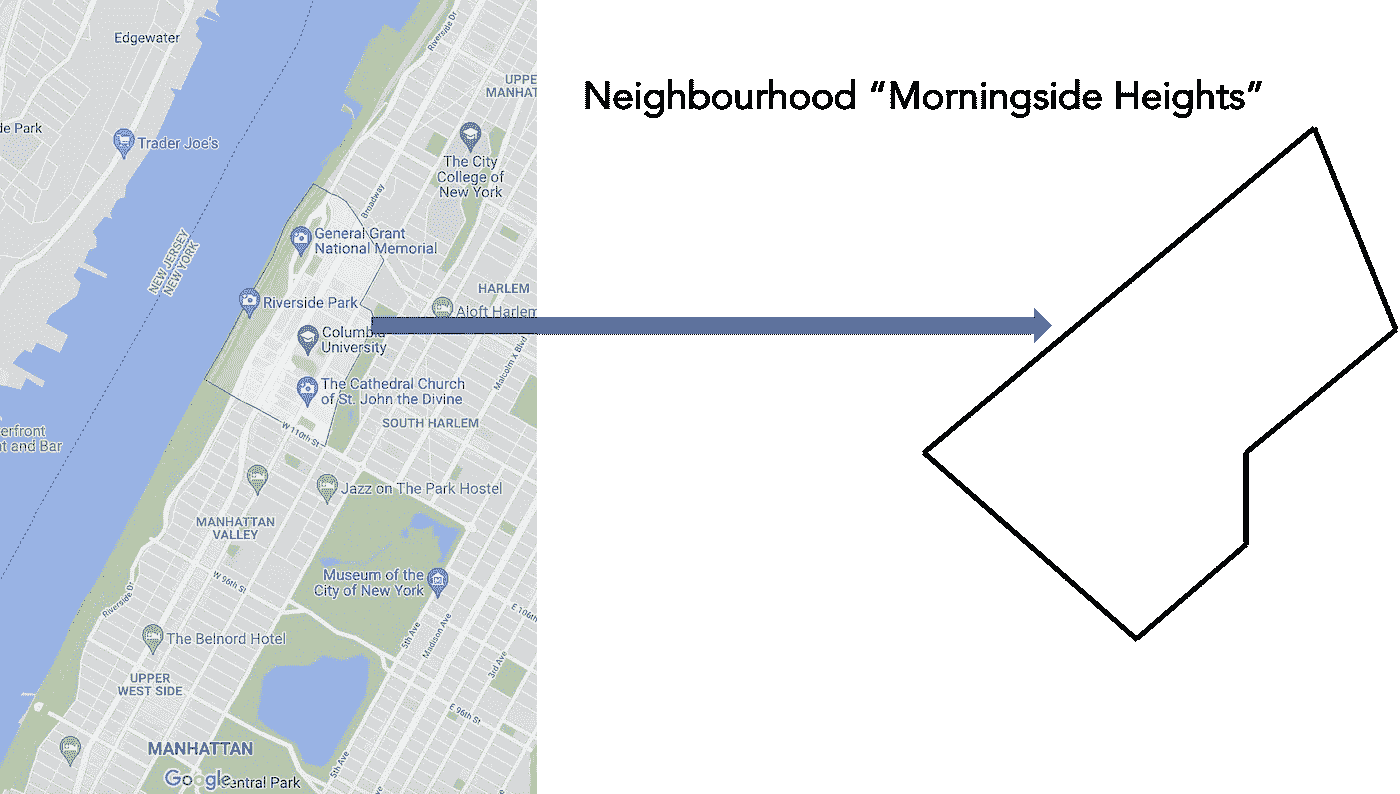 Edgewater
Riverside Dr
Neighbourhood “Morningside Heights”
UPPE
MANHAT
de Park
Trader Joe's
The City
College of
New York
Broadway
General Grant
National Memorial
NEW JERSEY
NEW YORK
HARLEM
Riverside Park
Aloft Harlem
Columbia
University
Malcolm X Blvd
The Cathedral Church
of St. John the Divine
SOUTH HARLEM
erfront
nt and Bar
W 110th St
Jazz on The Park Hostel
MANHATTAN
VALLEY
Museum of the
City of New York
W 96th St
Riverside Dr
E 106th
5th Ave
Madison Ave
The Belnord Hotel
3rd Ave
UPPER
WEST SIDE
E 96th St
MANHATTAN
5th Ave
Google
Central Park